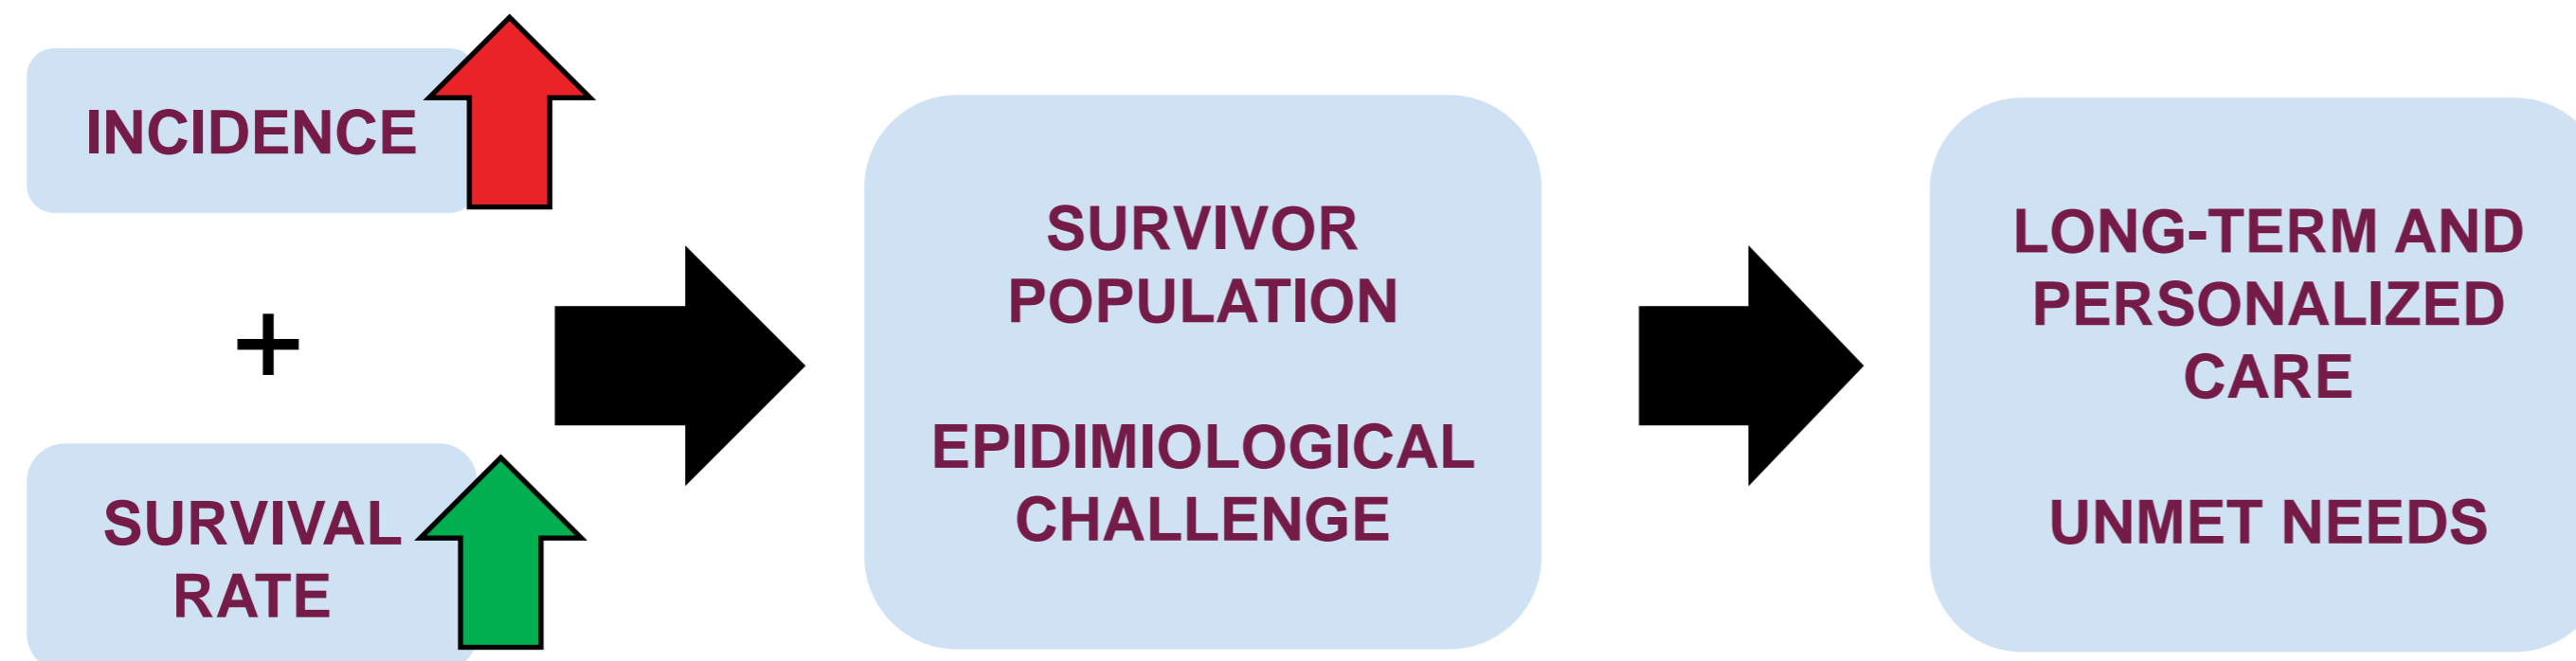 INCIDENCE
+
SURVIVAL
RATE
SURVIVOR
POPULATION
EPIDIMIOLOGICAL
CHALLENGE
LONG-TERM AND
PERSONALIZED
CARE
UNMET NEEDS